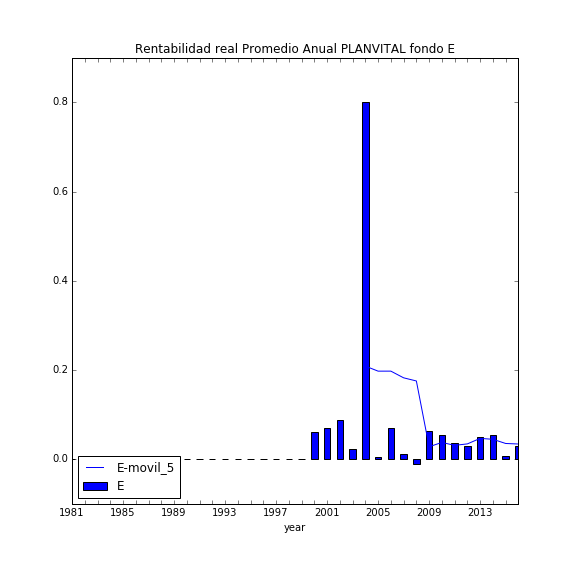 Rentabilidad real Promedio Anual PLANVITAL fondo E
0.8
0.6
0.4
0.2
0.0
E-movil_5
E
1981 1985 1989 1993 1997 2001 2005 2009 2013
year